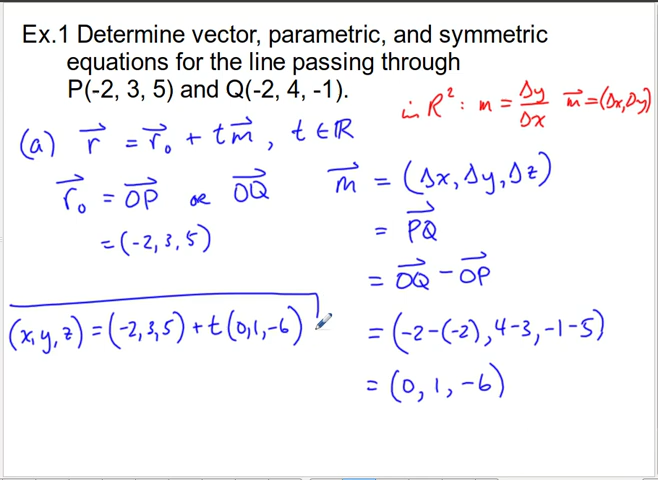 Ex.1 Determine vector, parametric, and symmetric
equations for the line passing through
P(-2, 3, 5) and Q(-2, 4, -1).
in R²: m = Δy/Δx m⃗ = (Δx, Δy)
(a) r⃗ = r⃗₀ + tm⃗, t ∈ ℝ
r⃗₀ = OP⃗ or OQ⃗
= (-2, 3, 5)
(x, y, z) = (-2, 3, 5) + t(0, 1, -6)
m⃗ = (Δx, Δy, Δz)
= PQ⃗
= OQ⃗ - OP⃗
= (-2-(-2), 4-3, -1-5)
= (0, 1, -6)